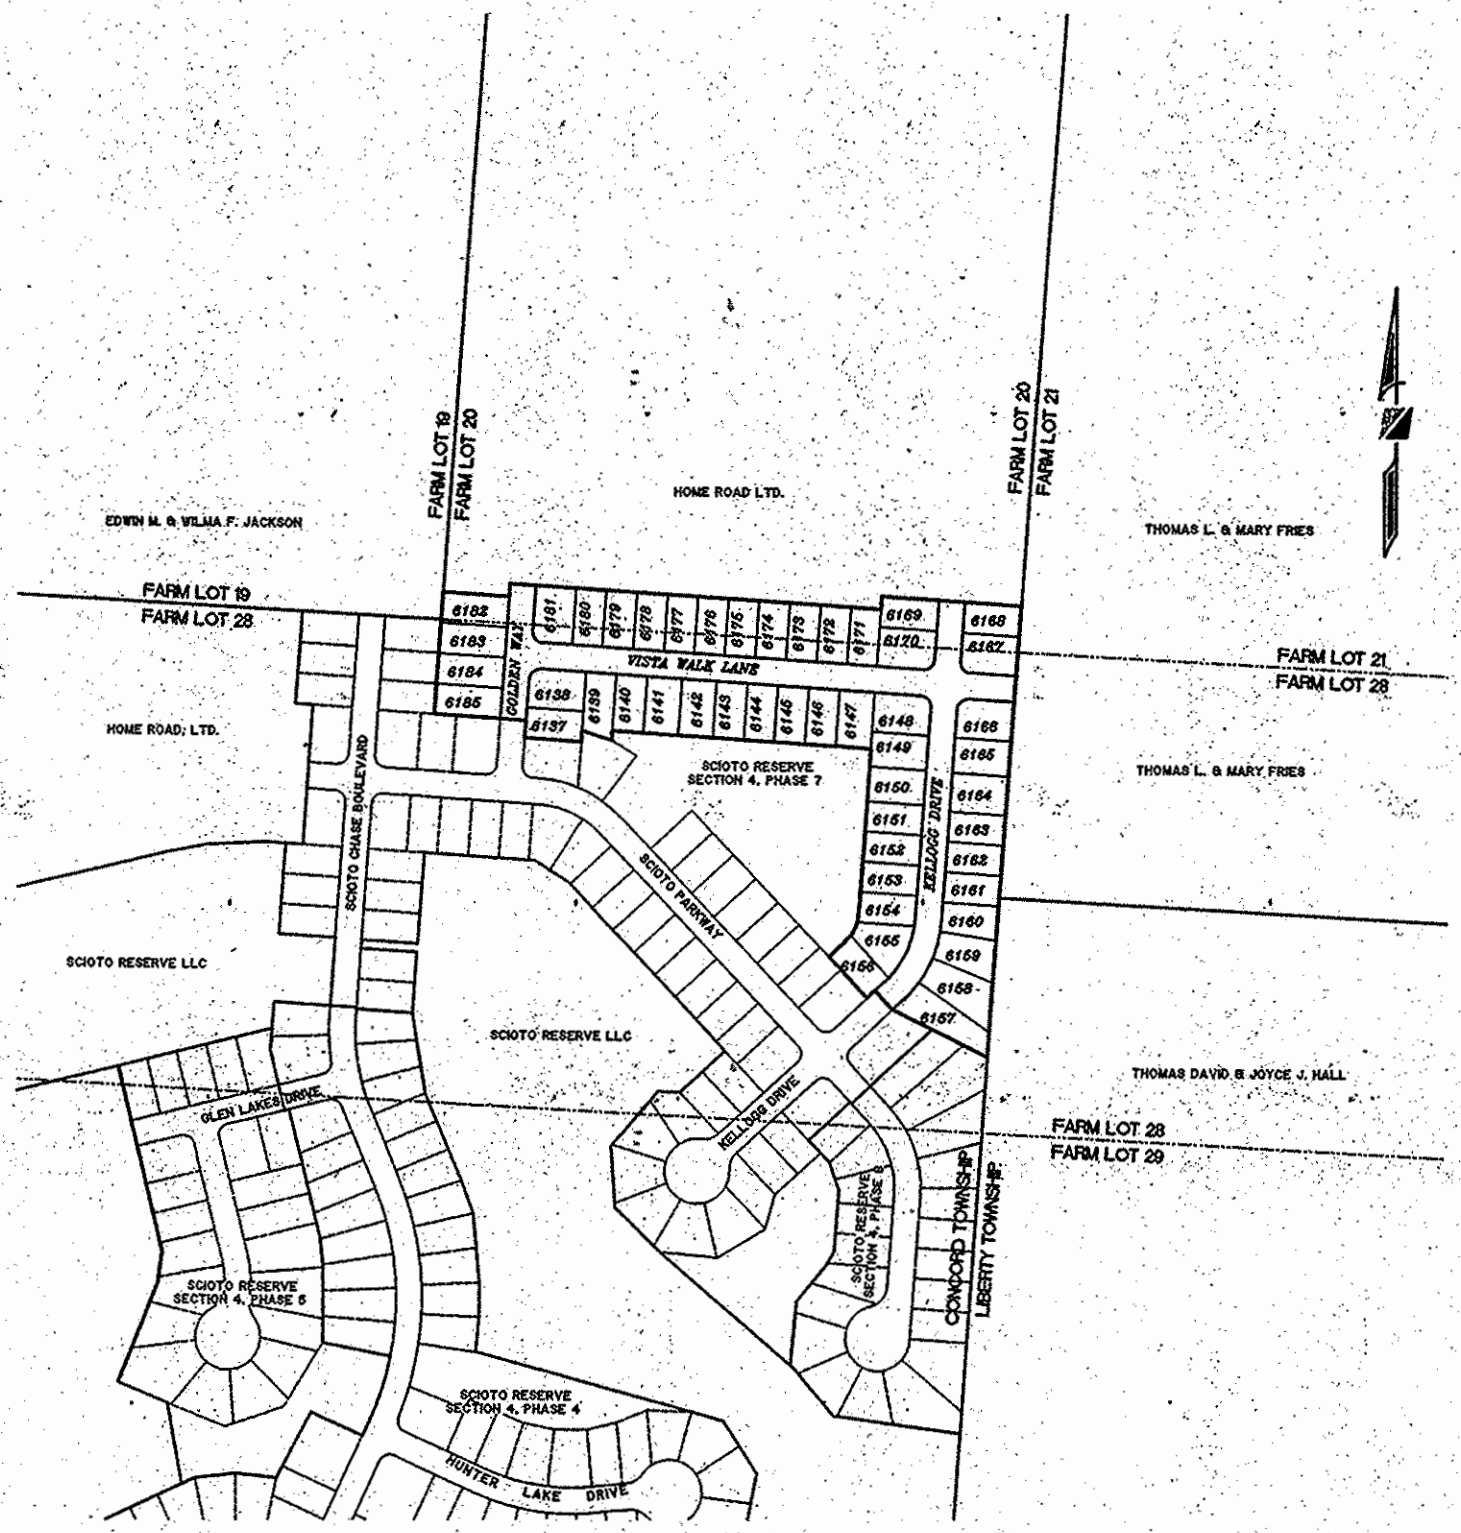 FARM LOT 19
FARM LOT 20
FARM LOT 20
FARM LOT 21
HOME ROAD LTD.
EDWIN M. & WILMA F. JACKSON
THOMAS L. & MARY FRIES
FARM LOT 19
FARM LOT 28
6182
6183
6184
6185
GOLDEN WAY
6181
6180
6179
6178
6177
6176
6175
6174
6173
6172
6171
6169
6170
6168
6167
VISTA WALK LANE
FARM LOT 21
FARM LOT 28
6138
6137
6139
6140
6141
6142
6143
6144
6145
6146
6147
6148
6149
6150
6151
6152
6153
6154
6155
6156
6166
6165
6164
6163
6162
6161
6160
6159
6158
6157
KELLOGG DRIVE
HOME ROAD, LTD.
SCIOTO RESERVE
SECTION 4, PHASE 7
THOMAS L. & MARY FRIES
SCIOTO CHASE BOULEVARD
SCIOTO PARKWAY
SCIOTO RESERVE LLC
SCIOTO RESERVE LLC
THOMAS DAVID & JOYCE J. HALL
GLEN LAKES DRIVE
KELLOGG DRIVE
FARM LOT 28
FARM LOT 29
CONCORD TOWNSHIP
LIBERTY TOWNSHIP
SCIOTO RESERVE
SECTION 4, PHASE 8
SCIOTO RESERVE
SECTION 4, PHASE 5
SCIOTO RESERVE
SECTION 4, PHASE 4
HUNTER LAKE DRIVE